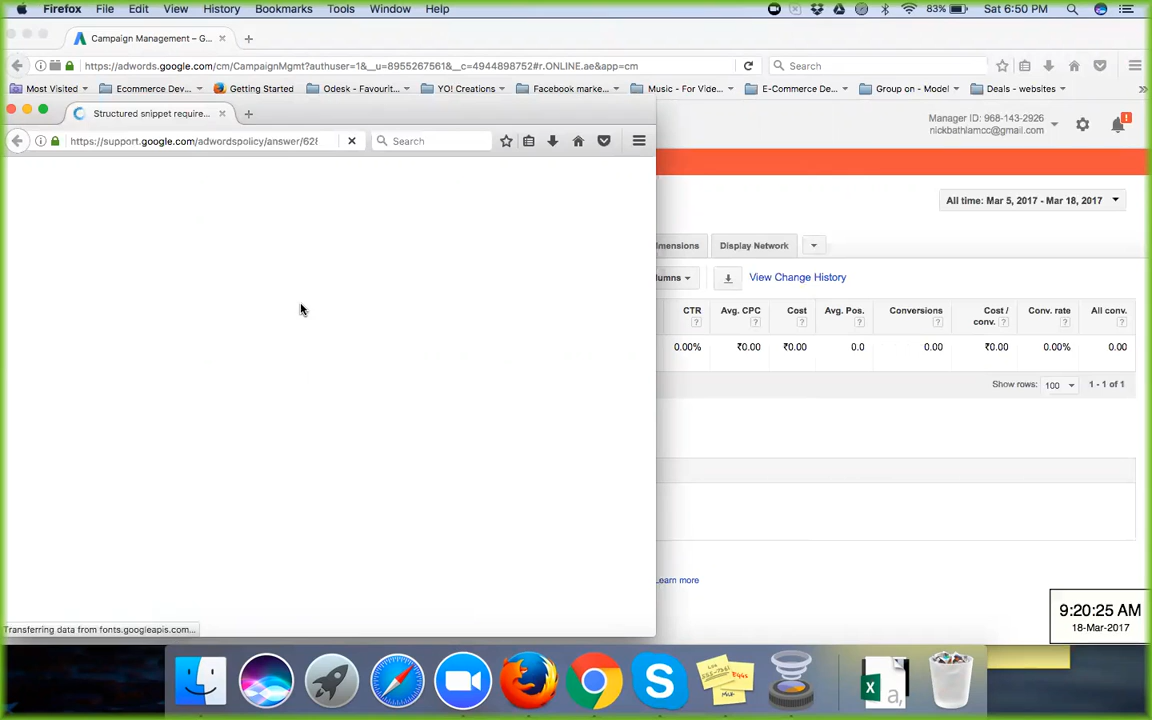 Firefox File Edit View History Bookmarks Tools Window Help 83% Sat 6:50 PM
Campaign Management – G...
https://adwords.google.com/cm/CampaignMgmt?authuser=1&__u=8955267561&__c=4944898752#r.ONLINE.ae&app=cm Search
Most Visited Ecommerce Dev... Getting Started Odesk - Favourit... YO! Creations Facebook marke... Music - For Vide... E-Commerce De... Group on - Model Deals - websites
Structured snippet require...
https://support.google.com/adwordspolicy/answer/628 Search
Manager ID: 968-143-2926
nickbathlamcc@gmail.com
All time: Mar 5, 2017 - Mar 18, 2017
mensions Display Network
umns View Change History
CTR Avg. CPC Cost Avg. Pos. Conversions Cost / conv. Conv. rate All conv.
? ? ? ? ? ? ? ?
0.00% ₹0.00 ₹0.00 0.0 0.00 ₹0.00 0.00% 0.00
Show rows: 100 1 - 1 of 1
Learn more
Transferring data from fonts.googleapis.com...
9:20:25 AM
18-Mar-2017